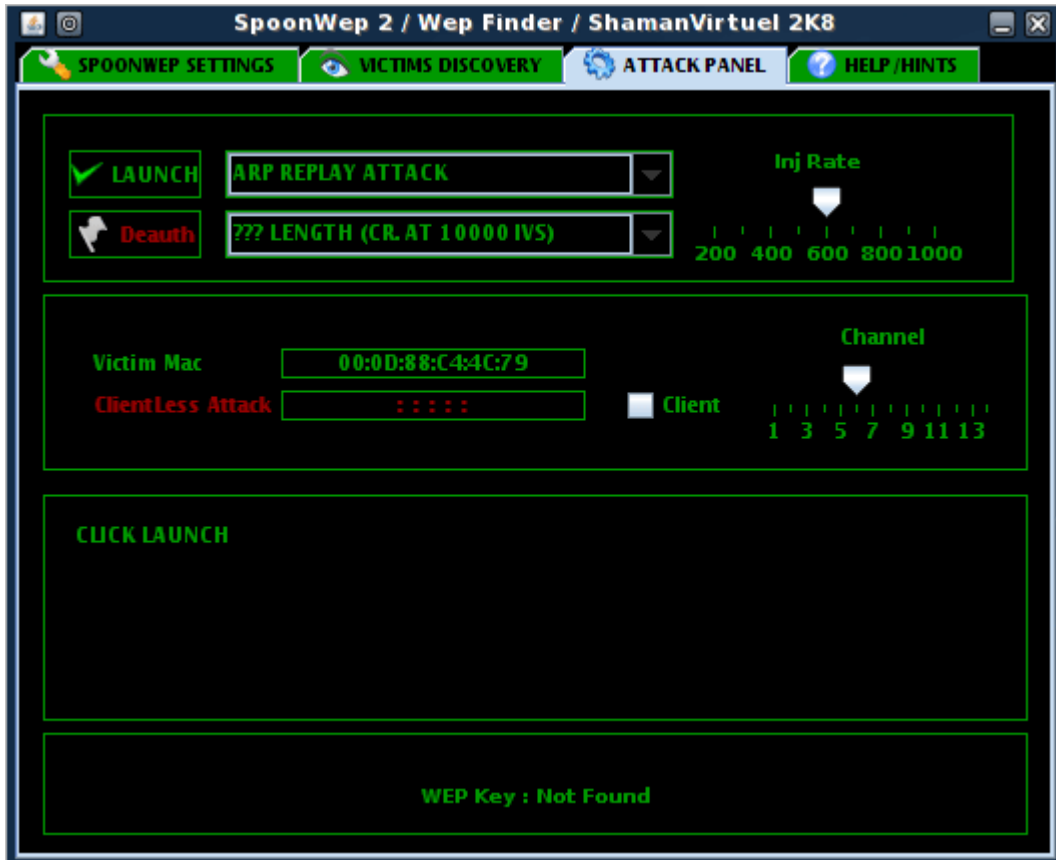 SpoonWep 2 / Wep Finder / ShamanVirtuel 2K8
SPOONWEP SETTINGS VICTIMS DISCOVERY ATTACK PANEL HELP/HINTS
LAUNCH ARP REPLAY ATTACK Inj Rate
Deauth ??? LENGTH (CR. AT 10000 IVS)
200 400 600 800 1000
Channel
Victim Mac 00:0D:88:C4:4C:79
ClientLess Attack : : : : : Client
1 3 5 7 9 11 13
CLICK LAUNCH
WEP Key : Not Found